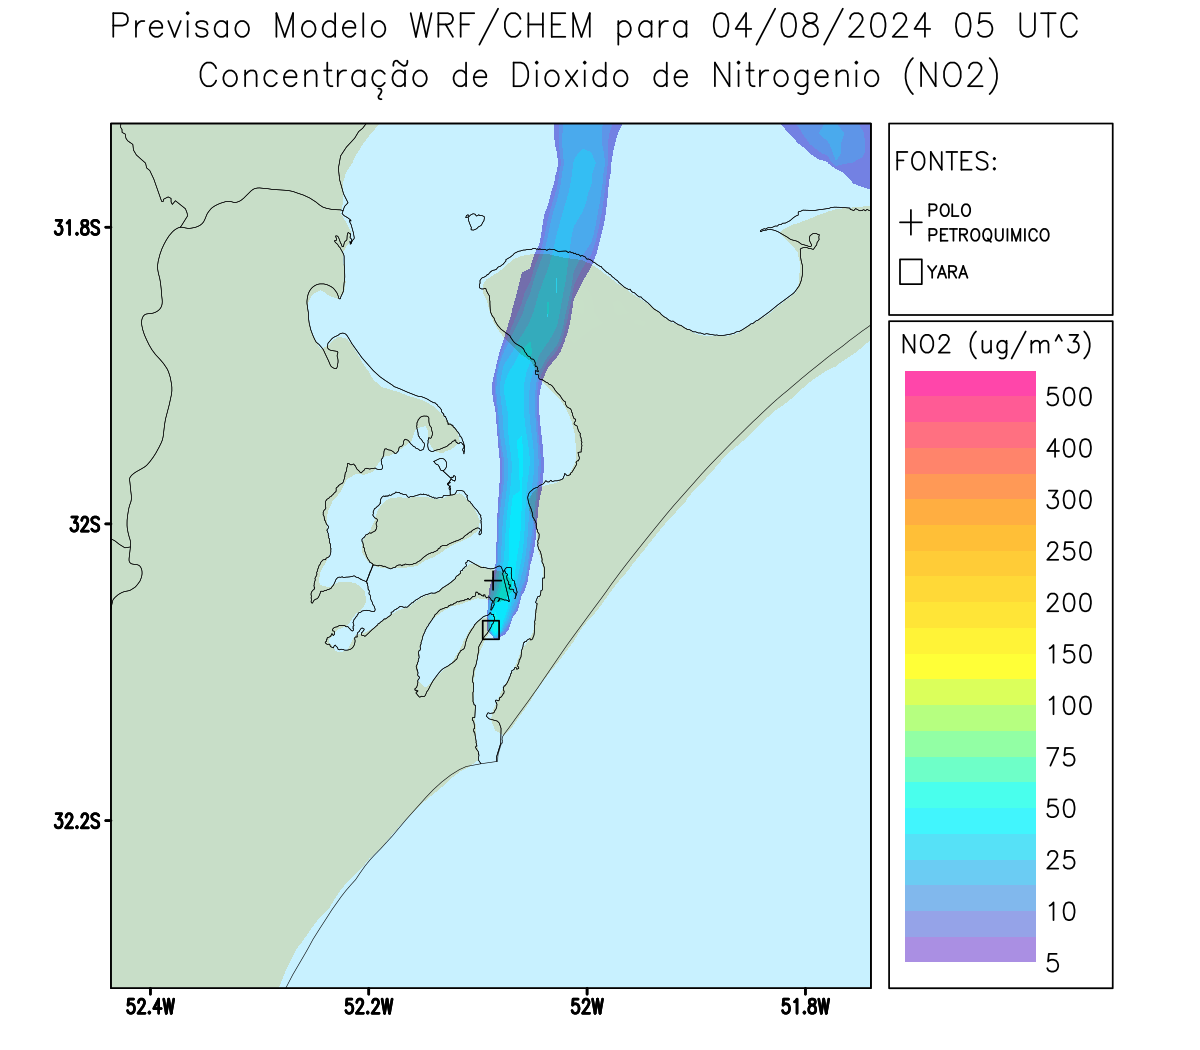 Previsao Modelo WRF/CHEM para 04/08/2024 05 UTC
Concentração de Dioxido de Nitrogenio (NO2)
FONTES:
POLO
PETROQUIMICO
YARA
31.8S
32S
32.2S
52.4W
52.2W
52W
51.8W
NO2 (ug/m^3)
500
400
300
250
200
150
100
75
50
25
10
5